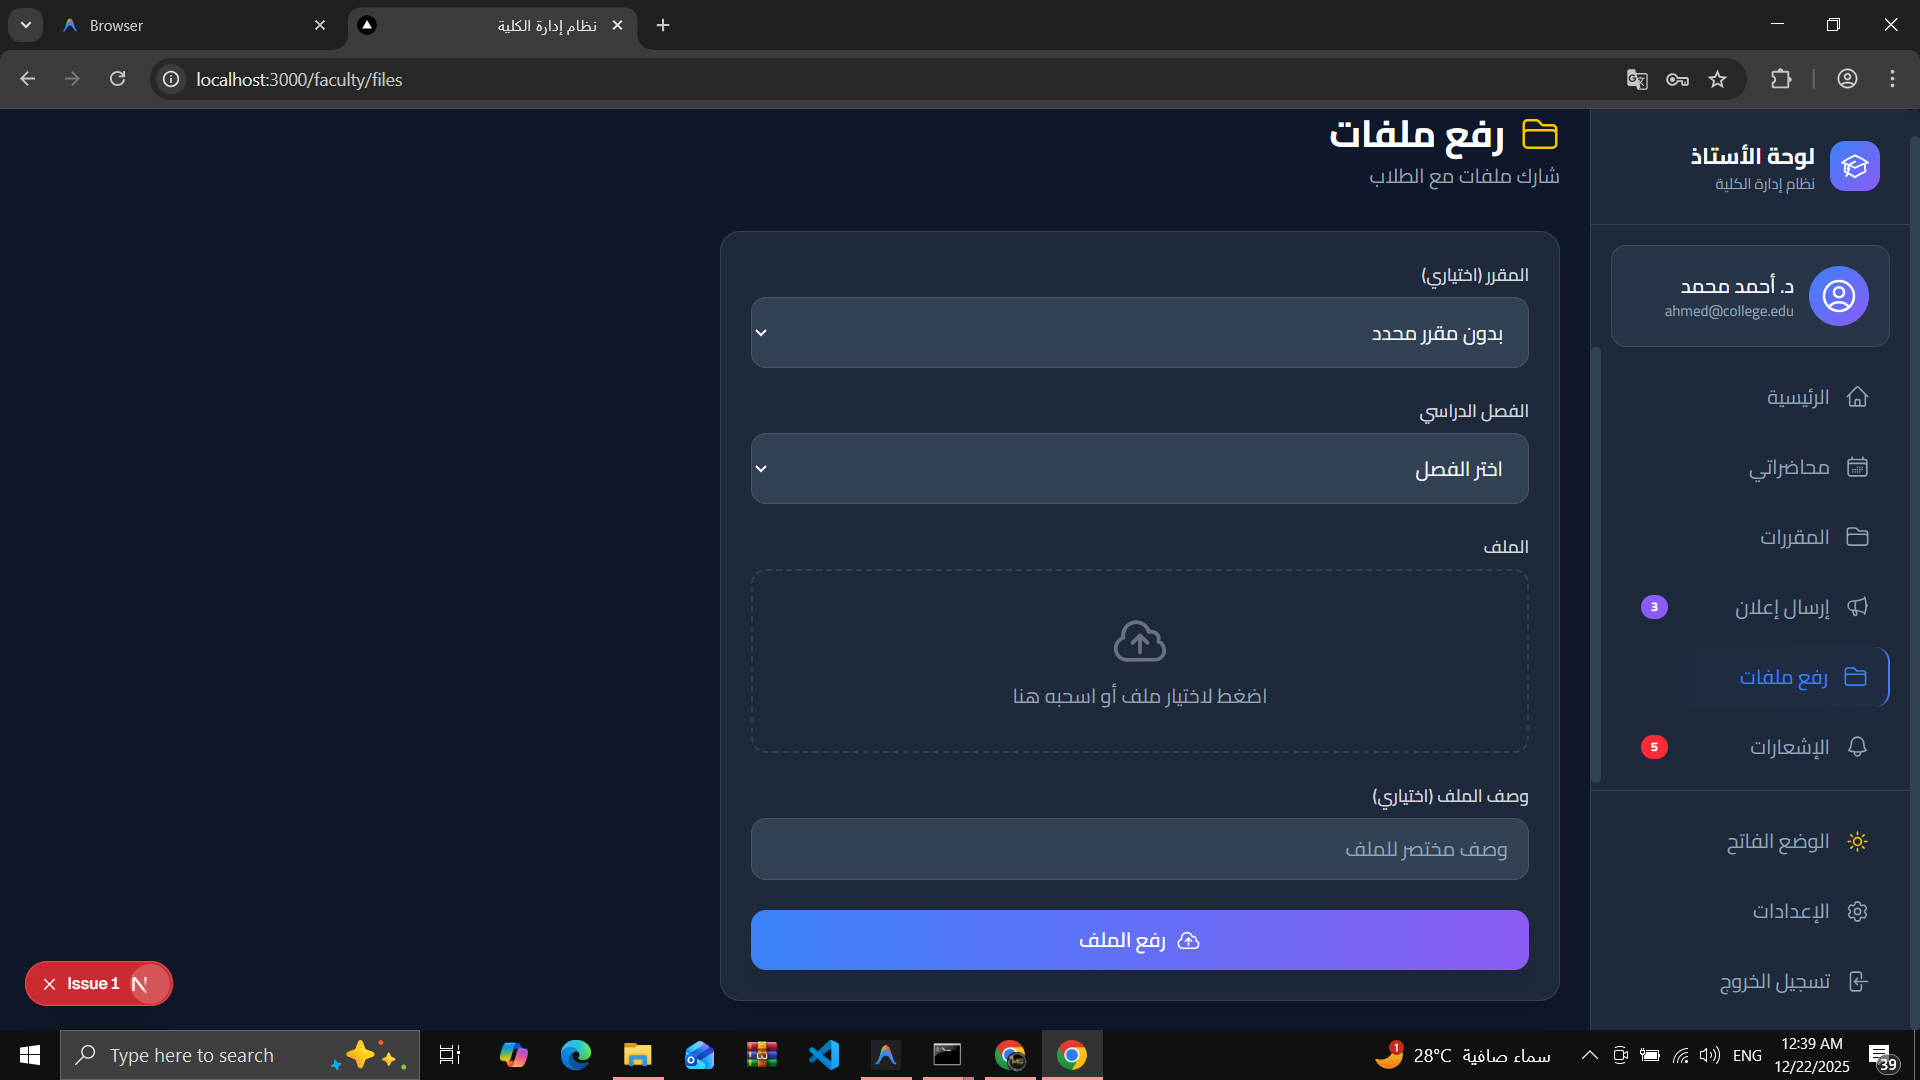 Browser
نظام إدارة الكلية
localhost:3000/faculty/files
لوحة الأستاذ
نظام إدارة الكلية
د. أحمد محمد
ahmed@college.edu
الرئيسية
محاضراتي
المقررات
إرسال إعلان
3
رفع ملفات
الإشعارات
5
الوضع الفاتح
الإعدادات
تسجيل الخروج
رفع ملفات
شارك ملفات مع الطلاب
المقرر (اختياري)
بدون مقرر محدد
الفصل الدراسي
اختر الفصل
الملف
اضغط لاختيار ملف أو اسحبه هنا
وصف الملف (اختياري)
وصف مختصر للملف
رفع الملف
N
Issue 1
Type here to search
1
28°C سماء صافية
ENG
12:39 AM
12/22/2025
39